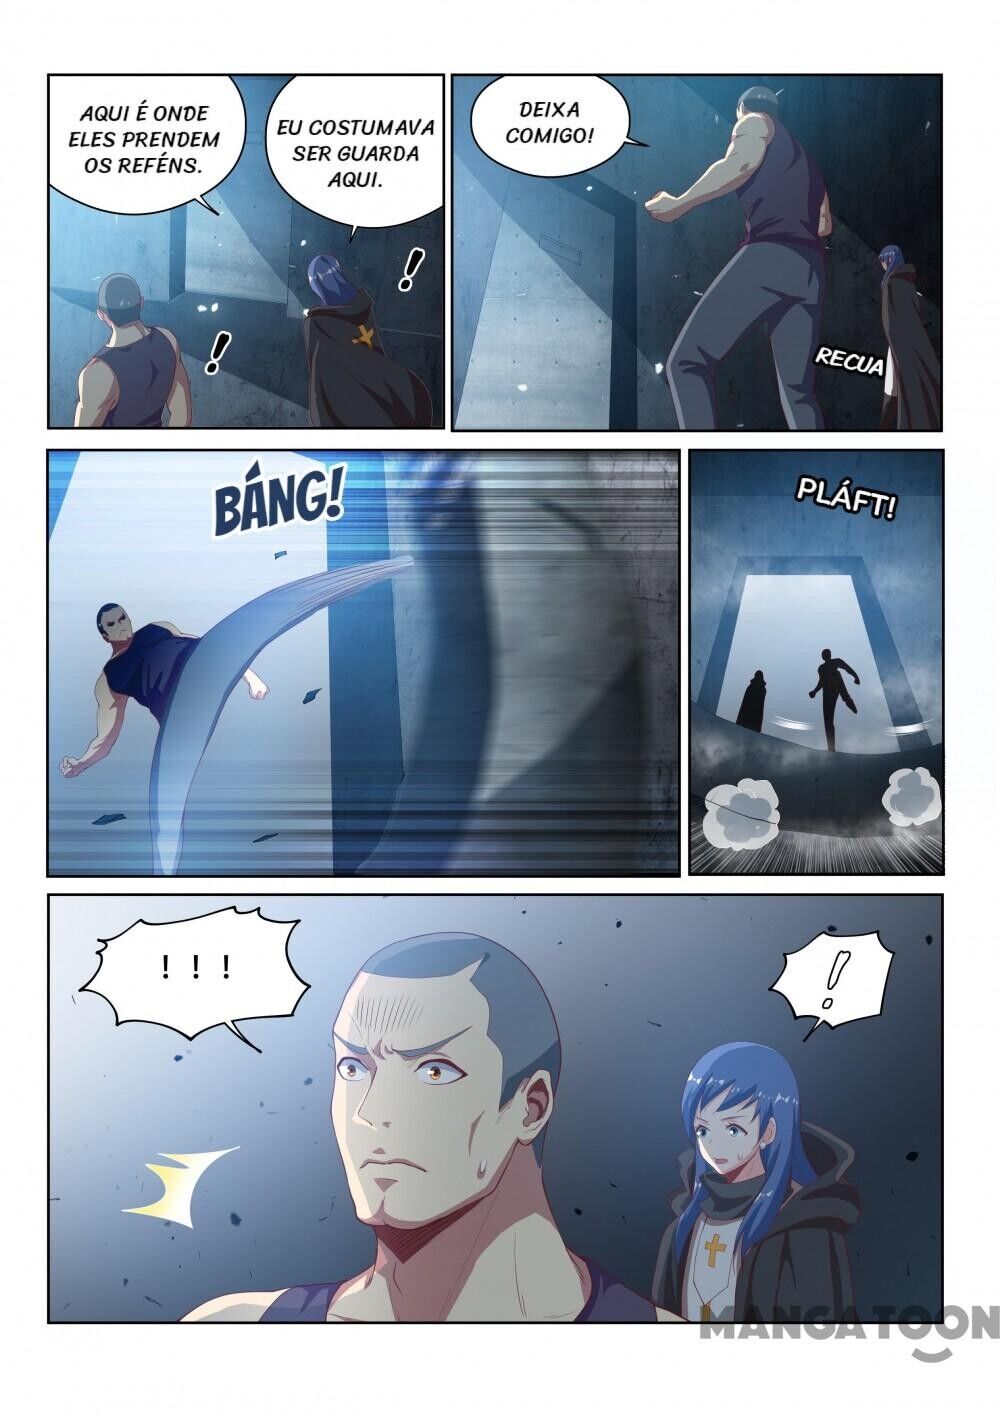 AQUI É ONDE
ELES PRENDEM
OS REFÉNS.
EU COSTUMAVA
SER GUARDA
AQUI.
!
!
DEIXA
COMIGO!
RECUA
BÁNG!
PLÁFT!
! ! !
!
MANGATOON